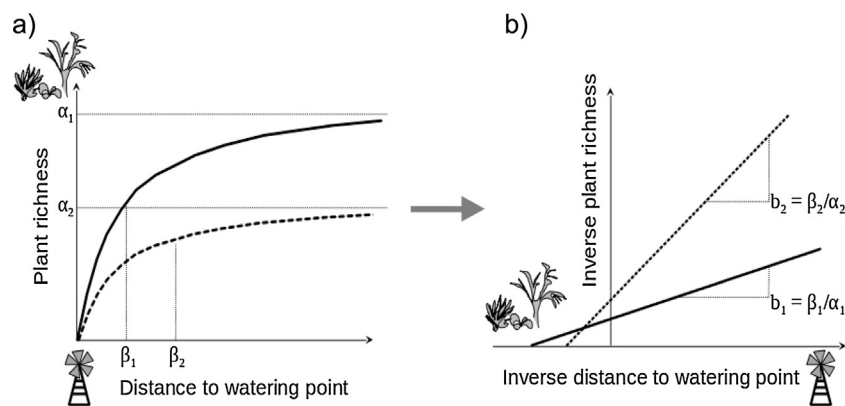 a)
α₁
α₂
Plant richness
β₁
β₂
Distance to watering point
b)
Inverse plant richness
b₂ = β₂/α₂
b₁ = β₁/α₁
Inverse distance to watering point